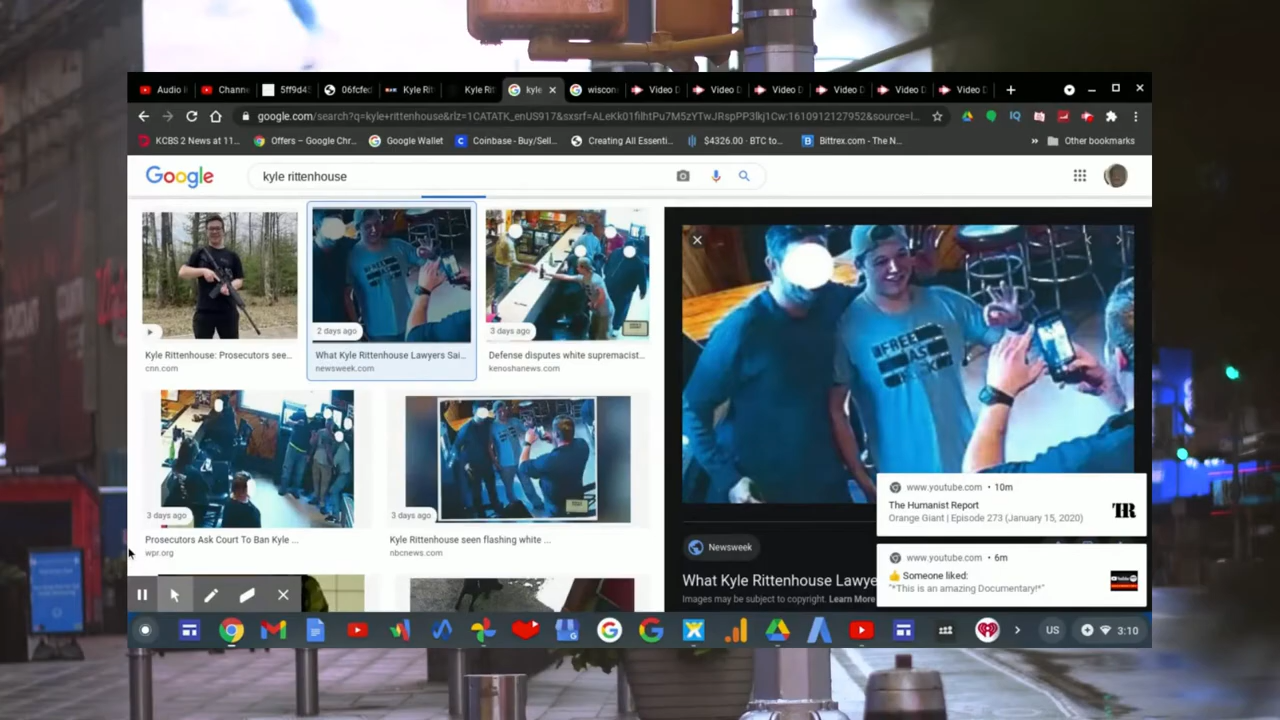 Audio i
Chann
5ff9d4
06fcfec
Kyle Rit
Kyle Rit
kyle
wiscon
Video D
Video D
Video D
Video D
Video D
Video D
google.com/search?q=kyle+rittenhouse&rlz=1CATATK_enUS917&sxsrf=ALeKk01filhtPu7M5zYTwJRspPP3lkj1Cw:1610912127952&source=l...
KCBS 2 News at 11...
Offers – Google Chr...
Google Wallet
Coinbase - Buy/Sell...
Creating All Essenti...
$4326.00 - BTC to...
Bittrex.com - The N...
»
Other bookmarks
Google
kyle rittenhouse
Kyle Rittenhouse: Prosecutors see...
cnn.com
2 days ago
What Kyle Rittenhouse Lawyers Sai...
newsweek.com
3 days ago
Defense disputes white supremacist...
kenoshanews.com
3 days ago
Prosecutors Ask Court To Ban Kyle ...
wpr.org
3 days ago
Kyle Rittenhouse seen flashing white ...
nbcnews.com
FREE
AS
Newsweek
What Kyle Rittenhouse Lawye
Images may be subject to copyright. Learn More
www.youtube.com • 10m
The Humanist Report
Orange Giant | Episode 273 (January 15, 2020)
HR
www.youtube.com • 6m
👍 Someone liked:
"*This is an amazing Documentary!*"
US
3:10